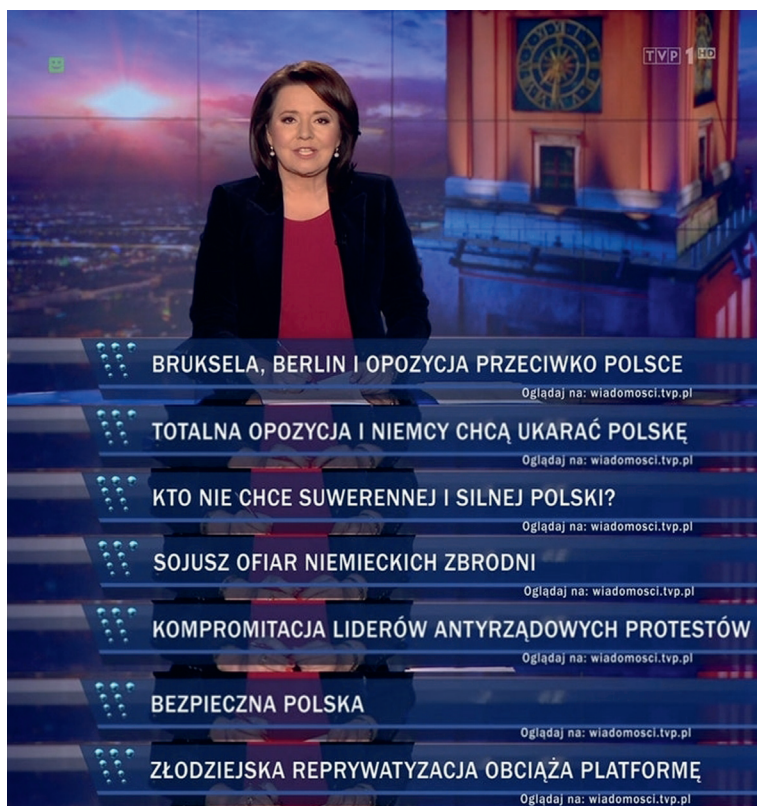 TVP 1 HD
BRUKSELA, BERLIN I OPOZYCJA PRZECIWKO POLSCE
Oglądaj na: wiadomosci.tvp.pl
TOTALNA OPOZYCJA I NIEMCY CHCĄ UKARAĆ POLSKĘ
Oglądaj na: wiadomosci.tvp.pl
KTO NIE CHCE SUWERENNEJ I SILNEJ POLSKI?
Oglądaj na: wiadomosci.tvp.pl
SOJUSZ OFIAR NIEMIECKICH ZBRODNI
Oglądaj na: wiadomosci.tvp.pl
KOMPROMITACJA LIDERÓW ANTYRZĄDOWYCH PROTESTÓW
Oglądaj na: wiadomosci.tvp.pl
BEZPIECZNA POLSKA
Oglądaj na: wiadomosci.tvp.pl
ZŁODZIEJSKA REPRYWATYZACJA OBCIĄŻA PLATFORMĘ
Oglądaj na: wiadomosci.tvp.pl